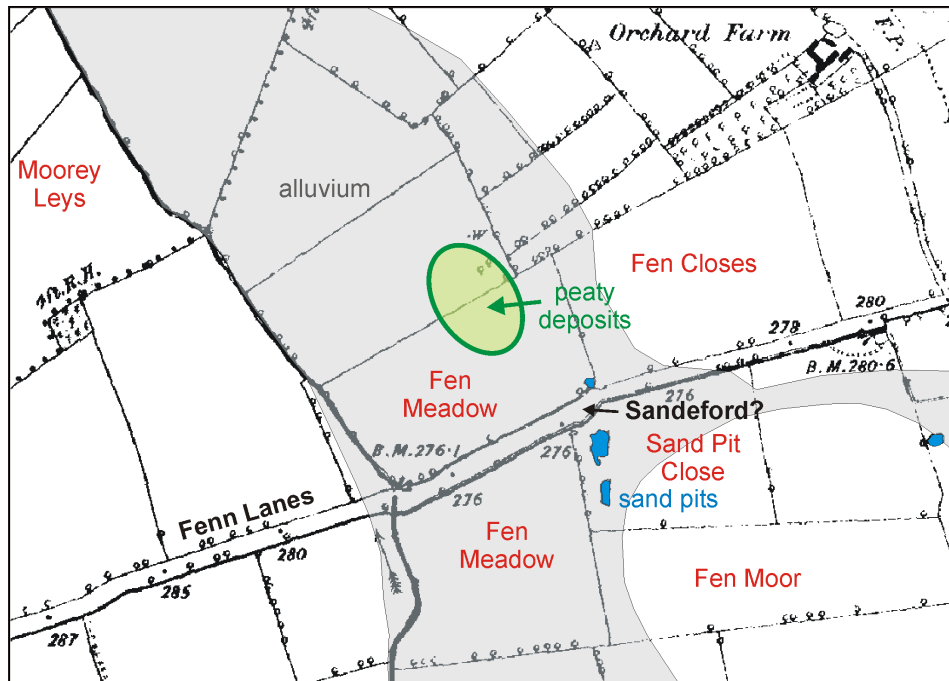 Orchard Farm
F.P.
Moorey
Leys
alluvium
W
Fen Closes
peaty
deposits
280
278
B.M.280·6
Fen
Meadow
276
Sandeford?
B.M.276·1
276
Sand Pit
Close
276
sand pits
Fenn Lanes
Fen
Meadow
280
285
Fen Moor
287